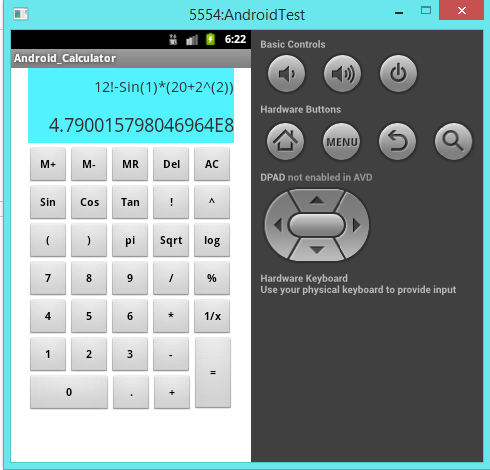 5554:AndroidTest
6:22
Android_Calculator
12!-Sin(1)*(20+2^(2))
4.790015798046964E8
M+ M- MR Del AC
Sin Cos Tan ! ^
( ) pi Sqrt log
7 8 9 / %
4 5 6 * 1/x
1 2 3 - =
0 . +
Basic Controls
Hardware Buttons
MENU
DPAD not enabled in AVD
Hardware Keyboard
Use your physical keyboard to provide input